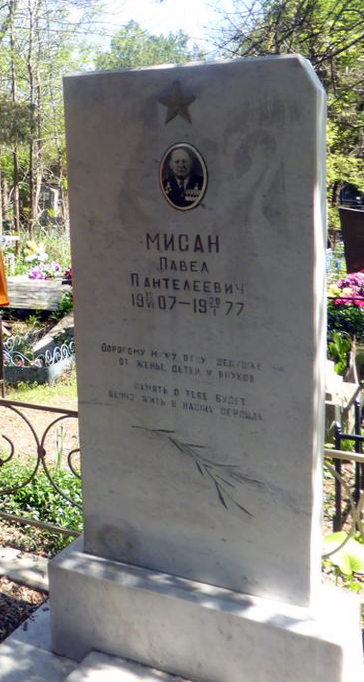 МИСАН
ПАВЕЛ
ПАНТЕЛЕЕВИЧ
1907—1977
ДОРОГОМУ МУЖУ, ОТЦУ, ДЕДУШКЕ
ОТ ЖЕНЫ, ДЕТЕЙ И ВНУКОВ
ПАМЯТЬ О ТЕБЕ БУДЕТ
ВЕЧНО ЖИТЬ В НАШИХ СЕРДЦАХ